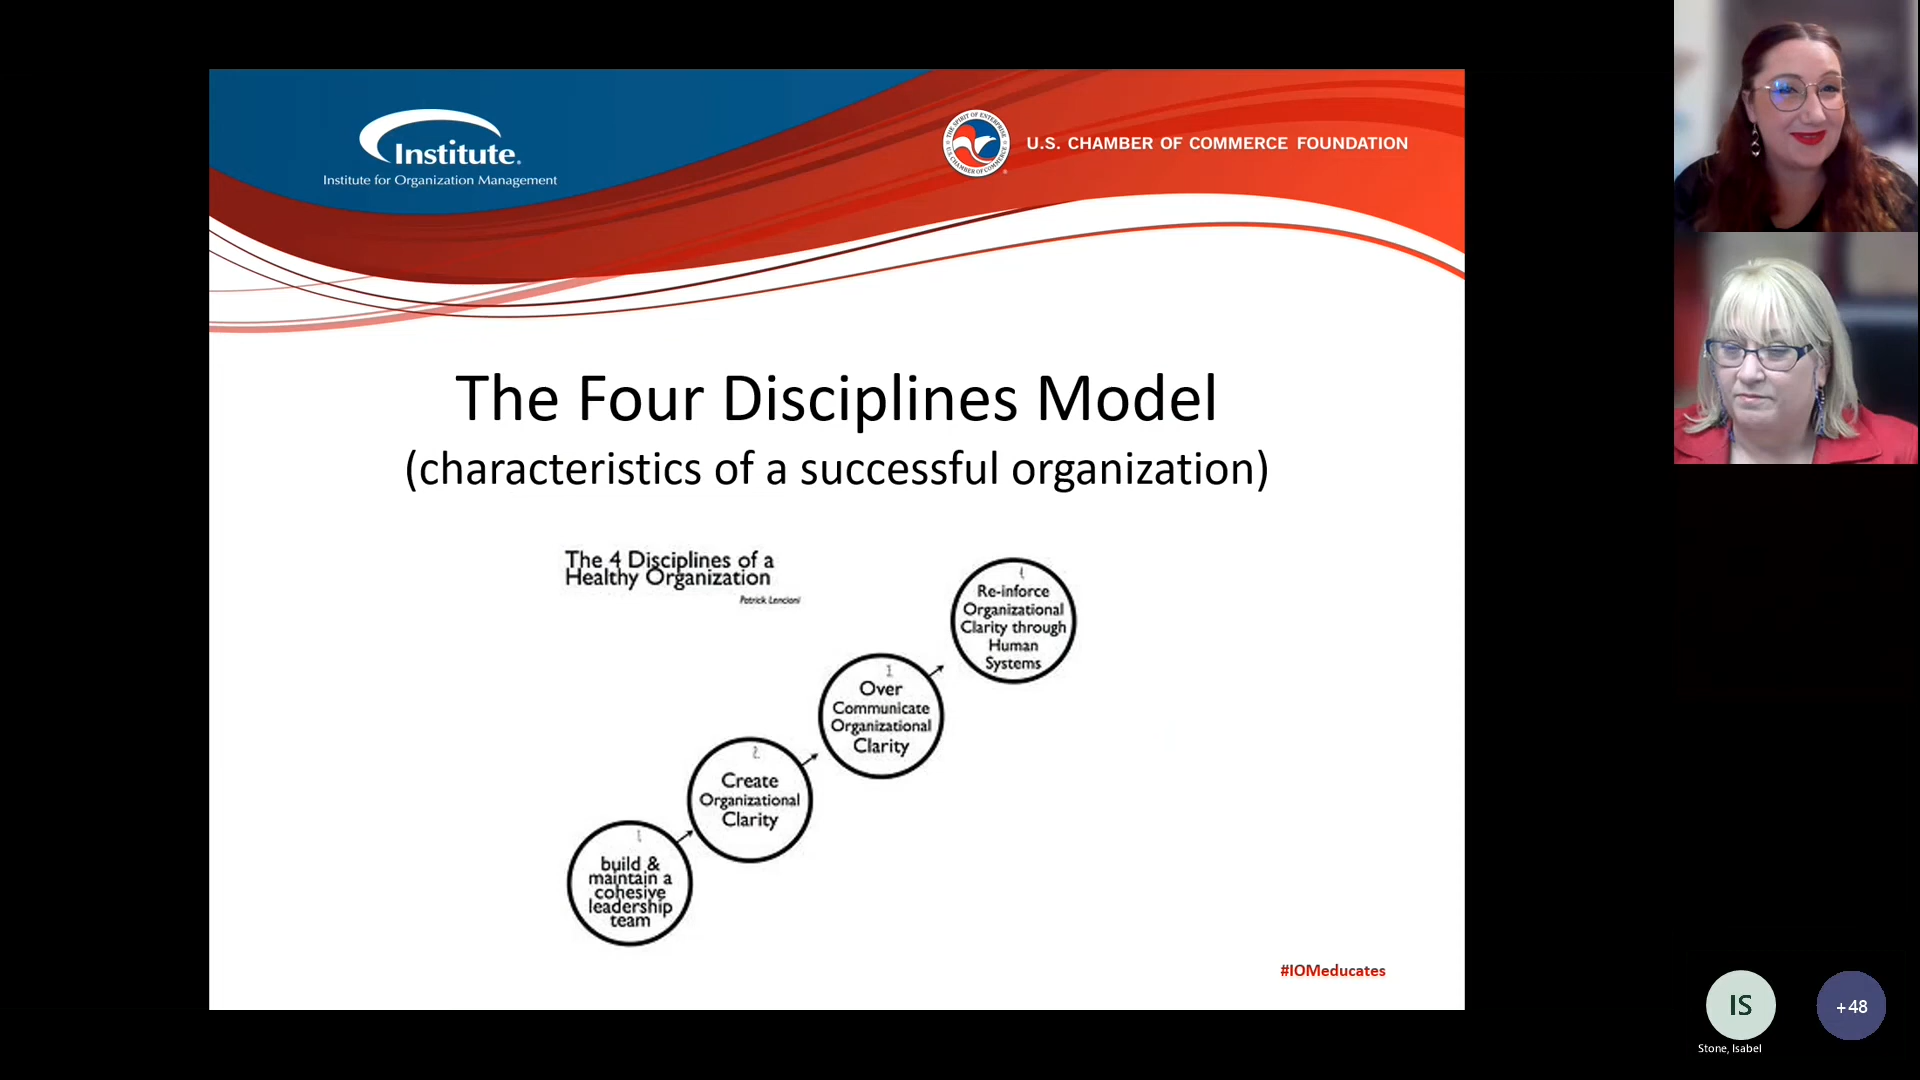 Institute.
Institute for Organization Management
U.S. CHAMBER OF COMMERCE FOUNDATION
The Four Disciplines Model
(characteristics of a successful organization)
The 4 Disciplines of a
Healthy Organization
Patrick Lencioni
Re-inforce
Organizational
Clarity through
Human
Systems
Over
Communicate
Organizational
Clarity
2.
Create
Organizational
Clarity
build &
maintain a
cohesive
leadership
team
#IOMeducates
IS
+48
Stone, Isabel